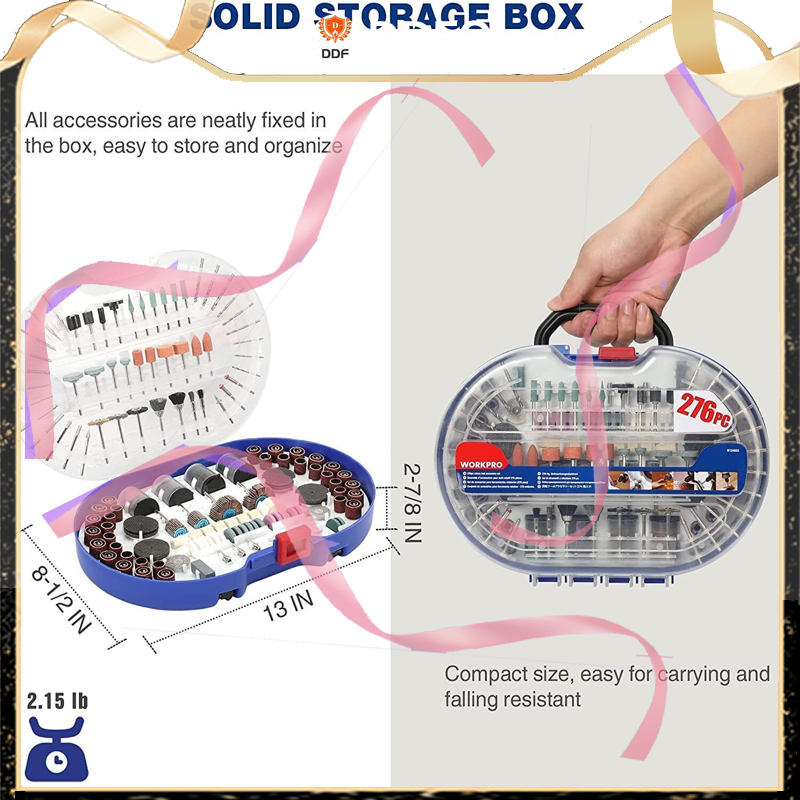 SOLID STORAGE BOX
DDF
All accessories are neatly fixed in
the box, easy to store and organize
276PC
WORKPRO
2-7/8 IN
8-1/2 IN
13 IN
Compact size, easy for carrying and
falling resistant
2.15 lb